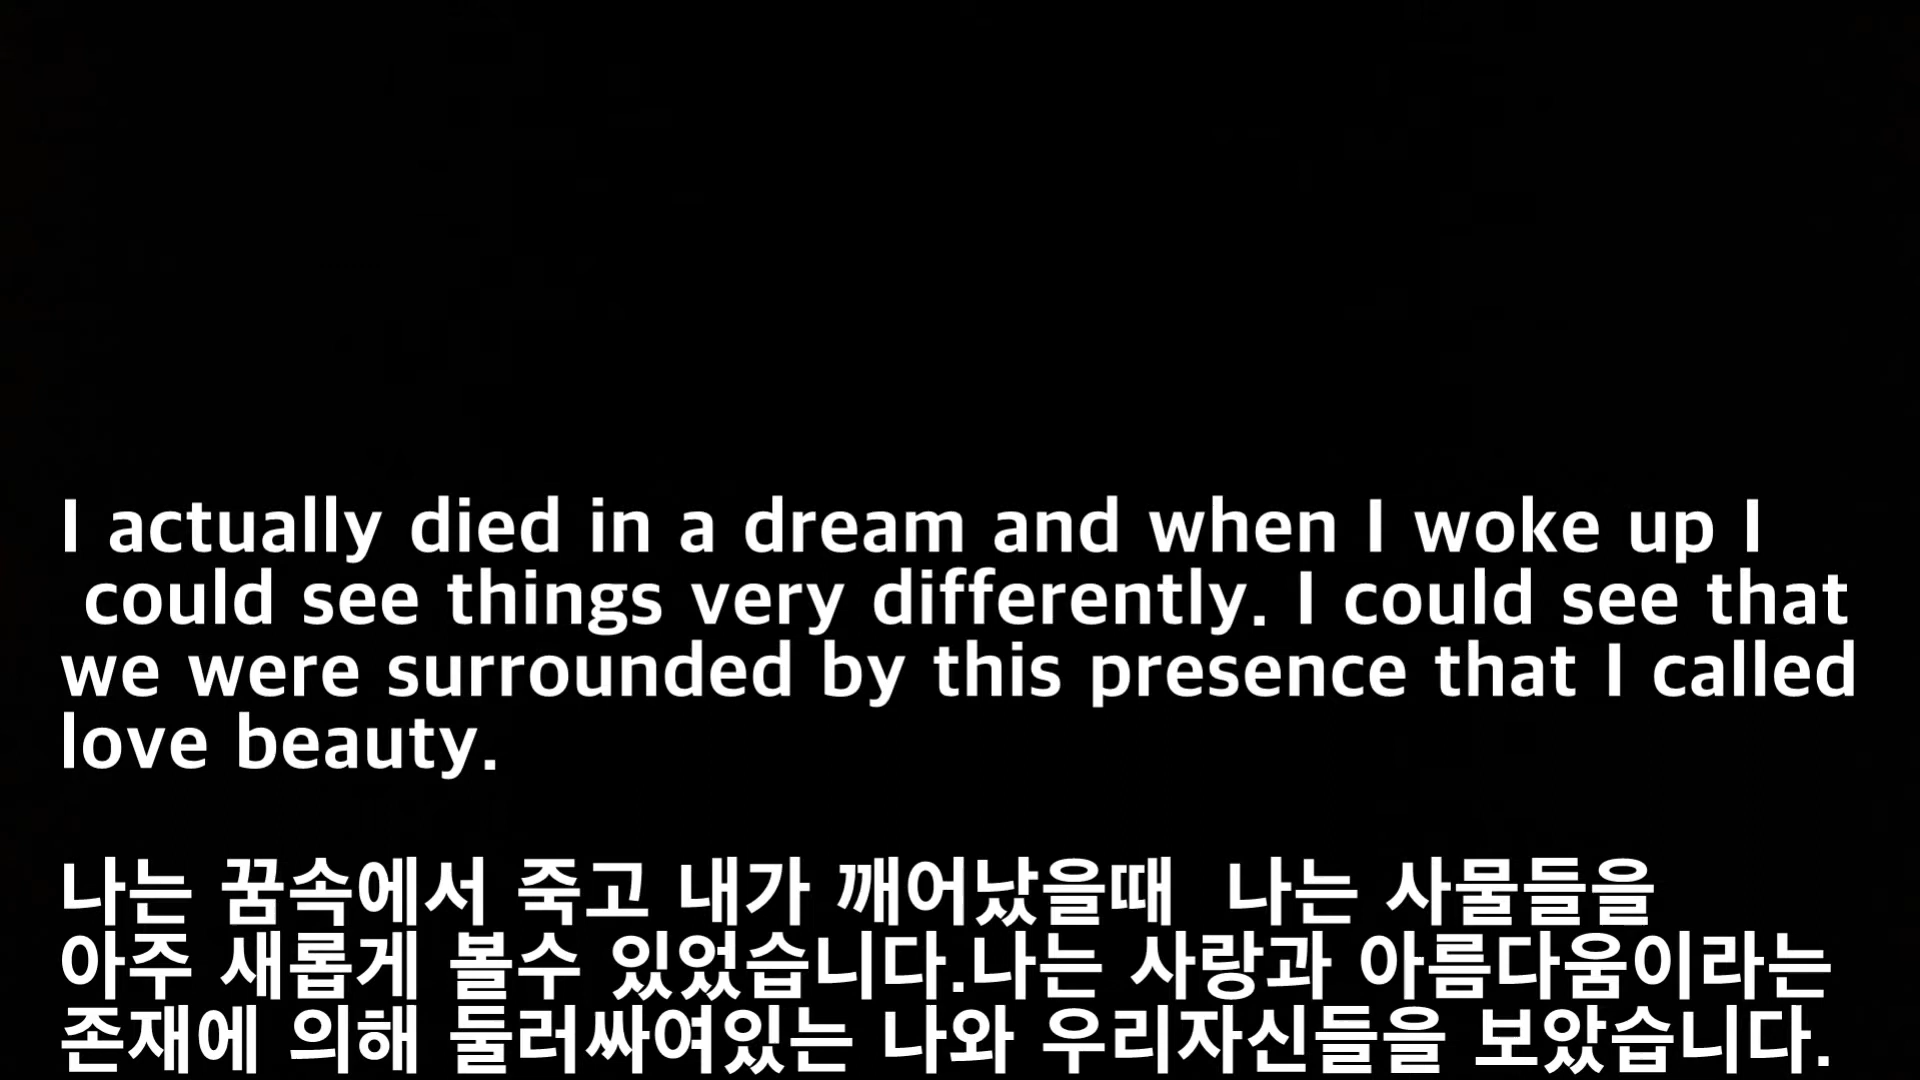 I actually died in a dream and when I woke up I
could see things very differently. I could see that
we were surrounded by this presence that I called
love beauty.
나는 꿈속에서 죽고 내가 깨어났을때 나는 사물들을
아주 새롭게 볼수 있었습니다.나는 사랑과 아름다움이라는
존재에 의해 둘러싸여있는 나와 우리자신들을 보았습니다.